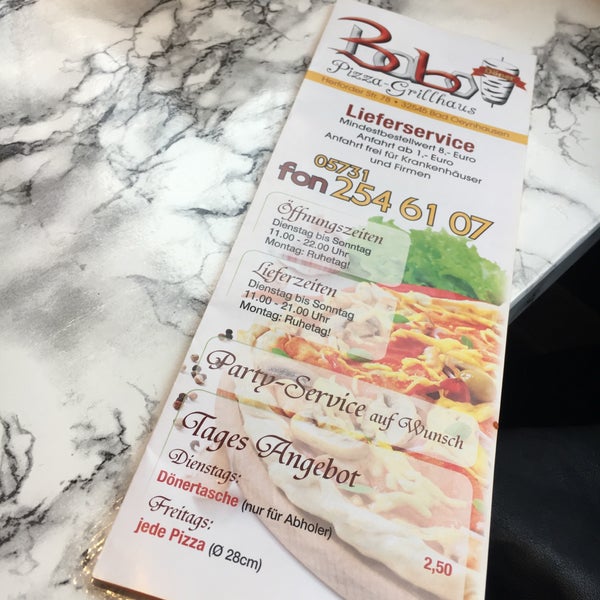 Babo
Pizza-Grillhaus
Herforder Str. 78 • 32545 Bad Oeynhausen
Lieferservice
Mindestbestellwert 8,- Euro
Anfahrt ab 1,- Euro
Anfahrt frei für Krankenhäuser
und Firmen
05731
fon 254 61 07
Öffnungszeiten
Dienstag bis Sonntag
11.00 - 22.00 Uhr
Montag: Ruhetag!
Lieferzeiten
Dienstag bis Sonntag
11.00 - 21.00 Uhr
Montag: Ruhetag!
Party-Service auf Wunsch
Tages Angebot
Dienstags:
Dönertasche (nur für Abholer)
2,50
Freitags:
jede Pizza (Ø 28cm)